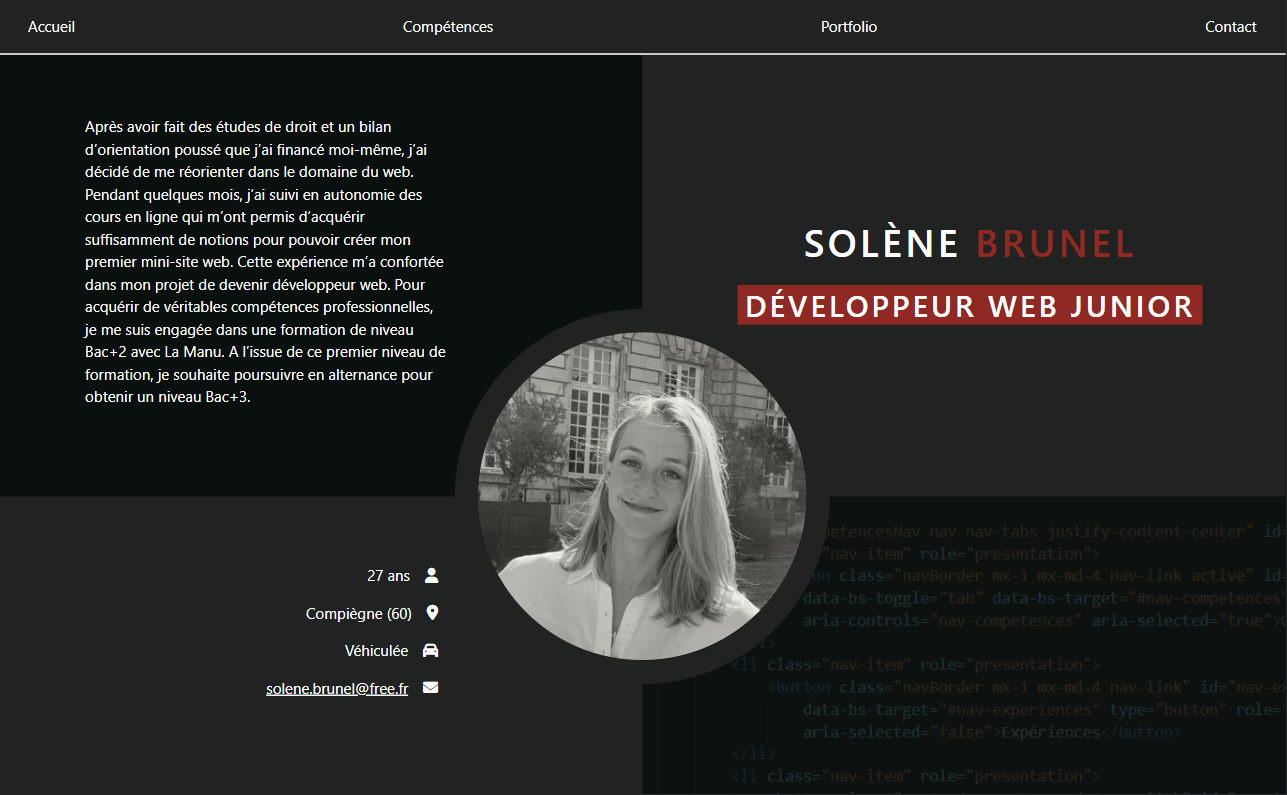 Accueil
Compétences
Portfolio
Contact
Après avoir fait des études de droit et un bilan
d’orientation poussé que j’ai financé moi-même, j’ai
décidé de me réorienter dans le domaine du web.
Pendant quelques mois, j’ai suivi en autonomie des
cours en ligne qui m’ont permis d’acquérir
suffisamment de notions pour pouvoir créer mon
premier mini-site web. Cette expérience m’a confortée
dans mon projet de devenir développeur web. Pour
acquérir de véritables compétences professionnelles,
je me suis engagée dans une formation de niveau
Bac+2 avec La Manu. A l’issue de ce premier niveau de
formation, je souhaite poursuivre en alternance pour
obtenir un niveau Bac+3.
SOLÈNE BRUNEL
DÉVELOPPEUR WEB JUNIOR
27 ans
Compiègne (60)
Véhiculée
solene.brunel@free.fr
nav nav-tabs justify-content-center" id=
"nav-item" role="presentation">
class="navBorder mx-1 mx-md-4 nav-link active" id=
data-bs-toggle="tab" data-bs-target="#nav-competences"
aria-controls="nav-competences" aria-selected="true">
<li class="nav-item" role="presentation">
<button class="navBorder mx-1 mx-md-4 nav-link" id="nav-ex
data-bs-target="#nav-experiences" type="button" role=
aria-selected="false">Expériences</button>
</li>
<li class="nav-item" role="presentation">